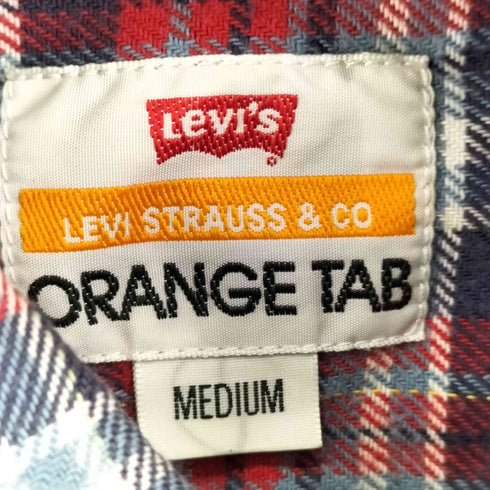 Levi's
®
LEVI STRAUSS & CO
ORANGE TAB
MEDIUM